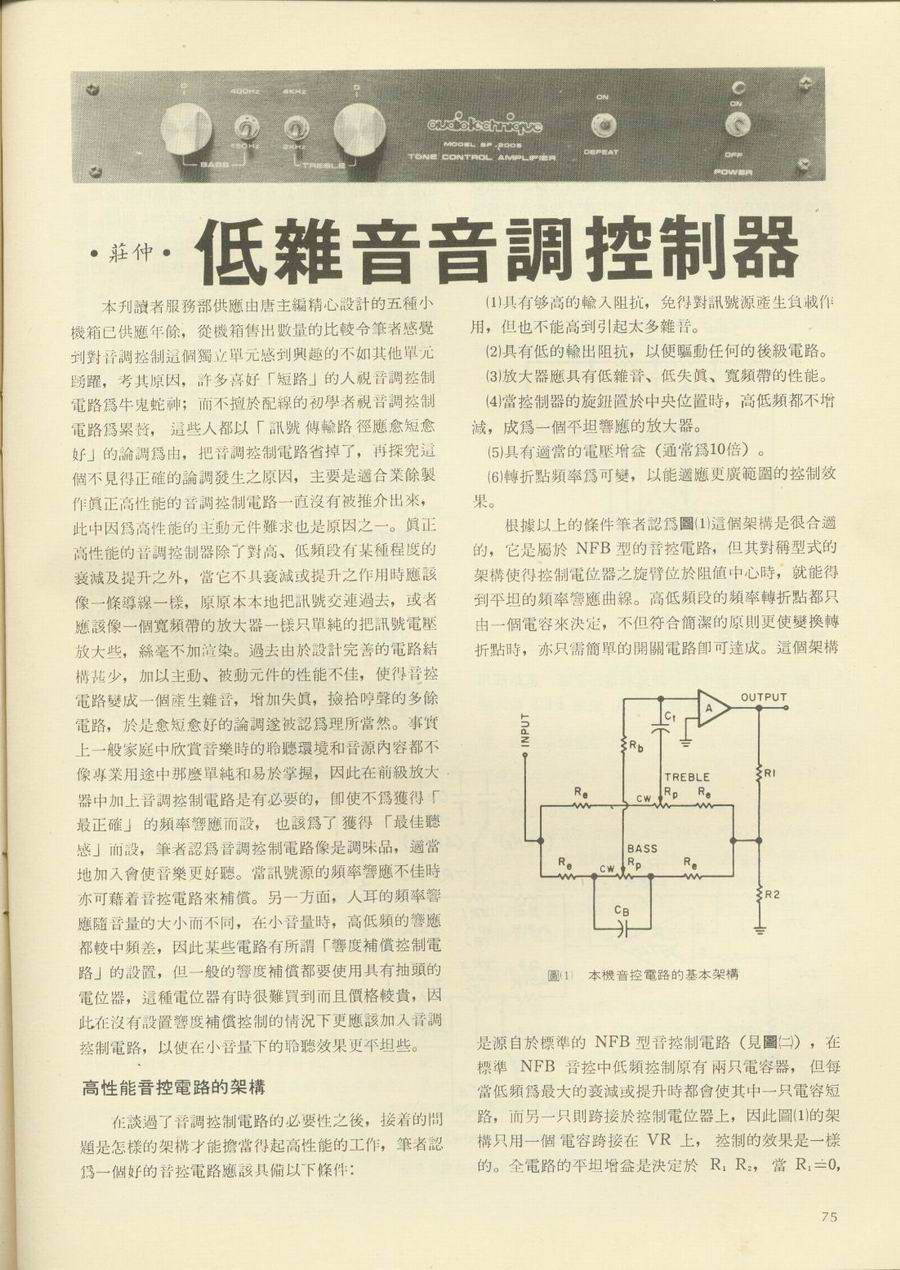 400Hz
4KHz
ON
ON
audiotechnique
150Hz
2KHz
MODEL SP-200B
BASS
TREBLE
TONE CONTROL AMPLIFIER
DEFEAT
OFF
POWER
•莊仲•
低雜音音調控制器
本刊讀者服務部供應由唐主編精心設計的五種小
機箱已供應年餘，從機箱售出數量的比較令筆者感覺
到對音調控制這個獨立單元感到興趣的不如其他單元
踴躍，考其原因，許多喜好「短路」的人視音調控制
電路爲牛鬼蛇神；而不擅於配線的初學者視音調控制
電路爲累贅，這些人都以「訊號傳輸路徑應愈短愈
好」的論調爲由，把音調控制電路省掉了，再探究這
個不見得正確的論調發生之原因，主要是適合業餘製
作眞正高性能的音調控制電路一直沒有被推介出來，
此中因爲高性能的主動元件難求也是原因之一。眞正
高性能的音調控制器除了對高、低頻段有某種程度的
衰減及提升之外，當它不具衰減或提升之作用時應該
像一條導線一樣，原原本本地把訊號交連過去，或者
應該像一個寬頻帶的放大器一樣只單純的把訊號電壓
放大些，絲毫不加渲染。過去由於設計完善的電路結
構甚少，加以主動、被動元件的性能不佳，使得音控
電路變成一個產生雜音，增加失眞，撿拾哼聲的多餘
電路，於是愈短愈好的論調遂被認爲理所當然。事實
上一般家庭中欣賞音樂時的聆聽環境和音源內容都不
像專業用途中那麼單純和易於掌握，因此在前級放大
器中加上音調控制電路是有必要的，卽使不爲獲得「
最正確」的頻率響應而設，也該爲了獲得「最佳聽
感」而設，筆者認爲音調控制電路像是調味品，適當
地加入會使音樂更好聽。當訊號源的頻率響應不佳時
亦可藉着音控電路來補償。另一方面，人耳的頻率響
應隨音量的大小而不同，在小音量時，高低頻的響應
都較中頻差，因此某些電路有所謂「響度補償控制電
路」的設置，但一般的響度補償都要使用具有抽頭的
電位器，這種電位器有時很難買到而且價格較貴，因
此在沒有設置響度補償控制的情況下更應該加入音調
控制電路，以使在小音量下的聆聽效果更平坦些。
高性能音控電路的架構
在談過了音調控制電路的必要性之後，接着的問
題是怎樣的架構才能擔當得起高性能的工作，筆者認
爲一個好的音控電路應該具備以下條件：
⑴具有够高的輸入阻抗，免得對訊號源產生負載作
用，但也不能高到引起太多雜音。
⑵具有低的輸出阻抗，以便驅動任何的後級電路。
⑶放大器應具有低雜音、低失眞、寬頻帶的性能。
⑷當控制器的旋鈕置於中央位置時，高低頻都不增
減，成爲一個平坦響應的放大器。
⑸具有適當的電壓增益（通常爲10倍）。
⑹轉折點頻率爲可變，以能適應更廣範圍的控制效
果。
根據以上的條件筆者認爲圖⑴這個架構是很合適
的，它是屬於 NFB 型的音控電路，但其對稱型式的
架構使得控制電位器之旋臂位於阻値中心時，就能得
到平坦的頻率響應曲線。高低頻段的頻率轉折點都只
由一個電容來決定，不但符合簡潔的原則更使變換轉
折點時，亦只需簡單的開關電路卽可達成。這個架構
OUTPUT
A
Ct
INPUT
Rb
TREBLE
R1
Re
CW
Rp
Re
BASS
Re
CW
Rp
Re
R2
CB
圖⑴ 本機音控電路的基本架構
是源自於標準的 NFB 型音控制電路（見圖㈡），在
標準 NFB 音控中低頻控制原有兩只電容器，但每
當低頻爲最大的衰減或提升時都會使其中一只電容短
路，而另一只則跨接於控制電位器上，因此圖⑴的架
構只用一個電容跨接在 VR 上，控制的效果是一樣
的。全電路的平坦增益是決定於 R₁ R₂，當 R₁＝0,
75